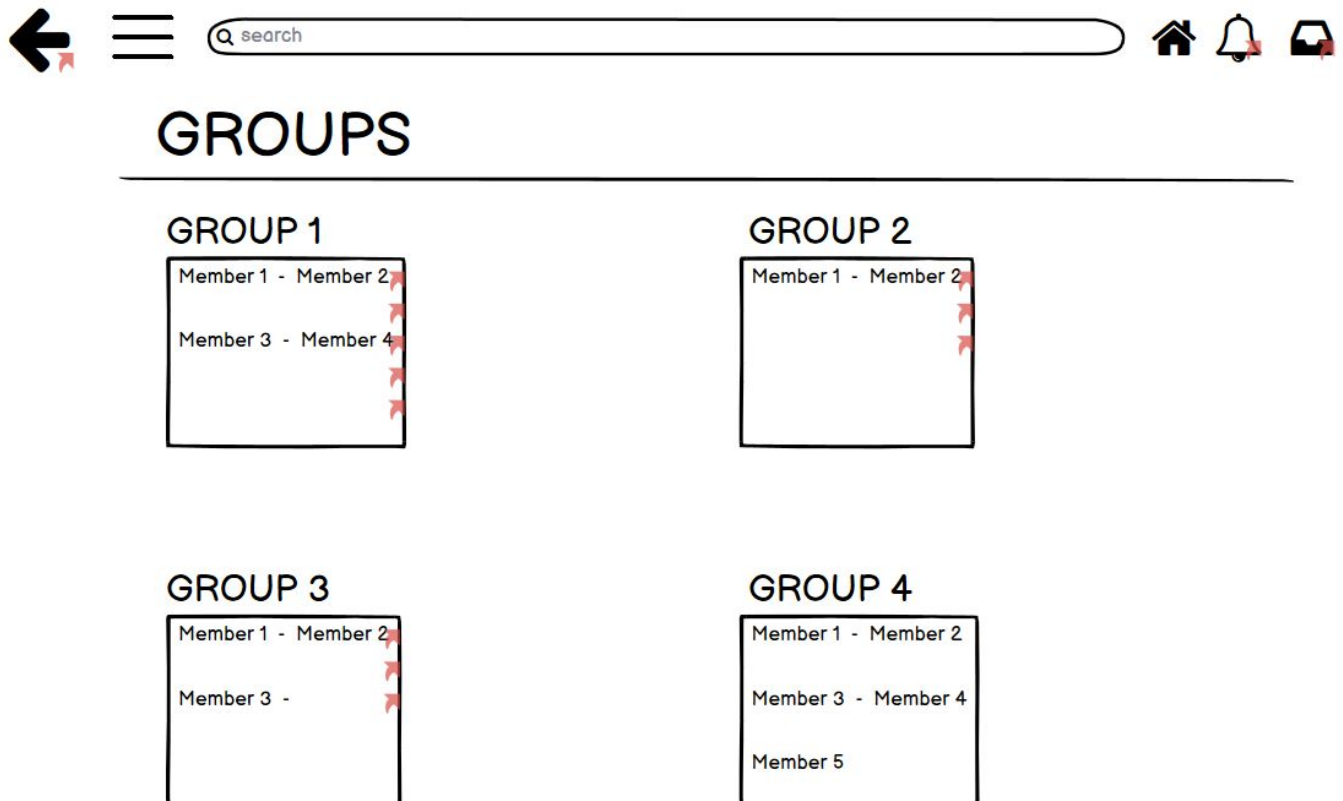 search
GROUPS
GROUP 1
Member 1 - Member 2
Member 3 - Member 4
GROUP 2
Member 1 - Member 2
GROUP 3
Member 1 - Member 2
Member 3 -
GROUP 4
Member 1 - Member 2
Member 3 - Member 4
Member 5